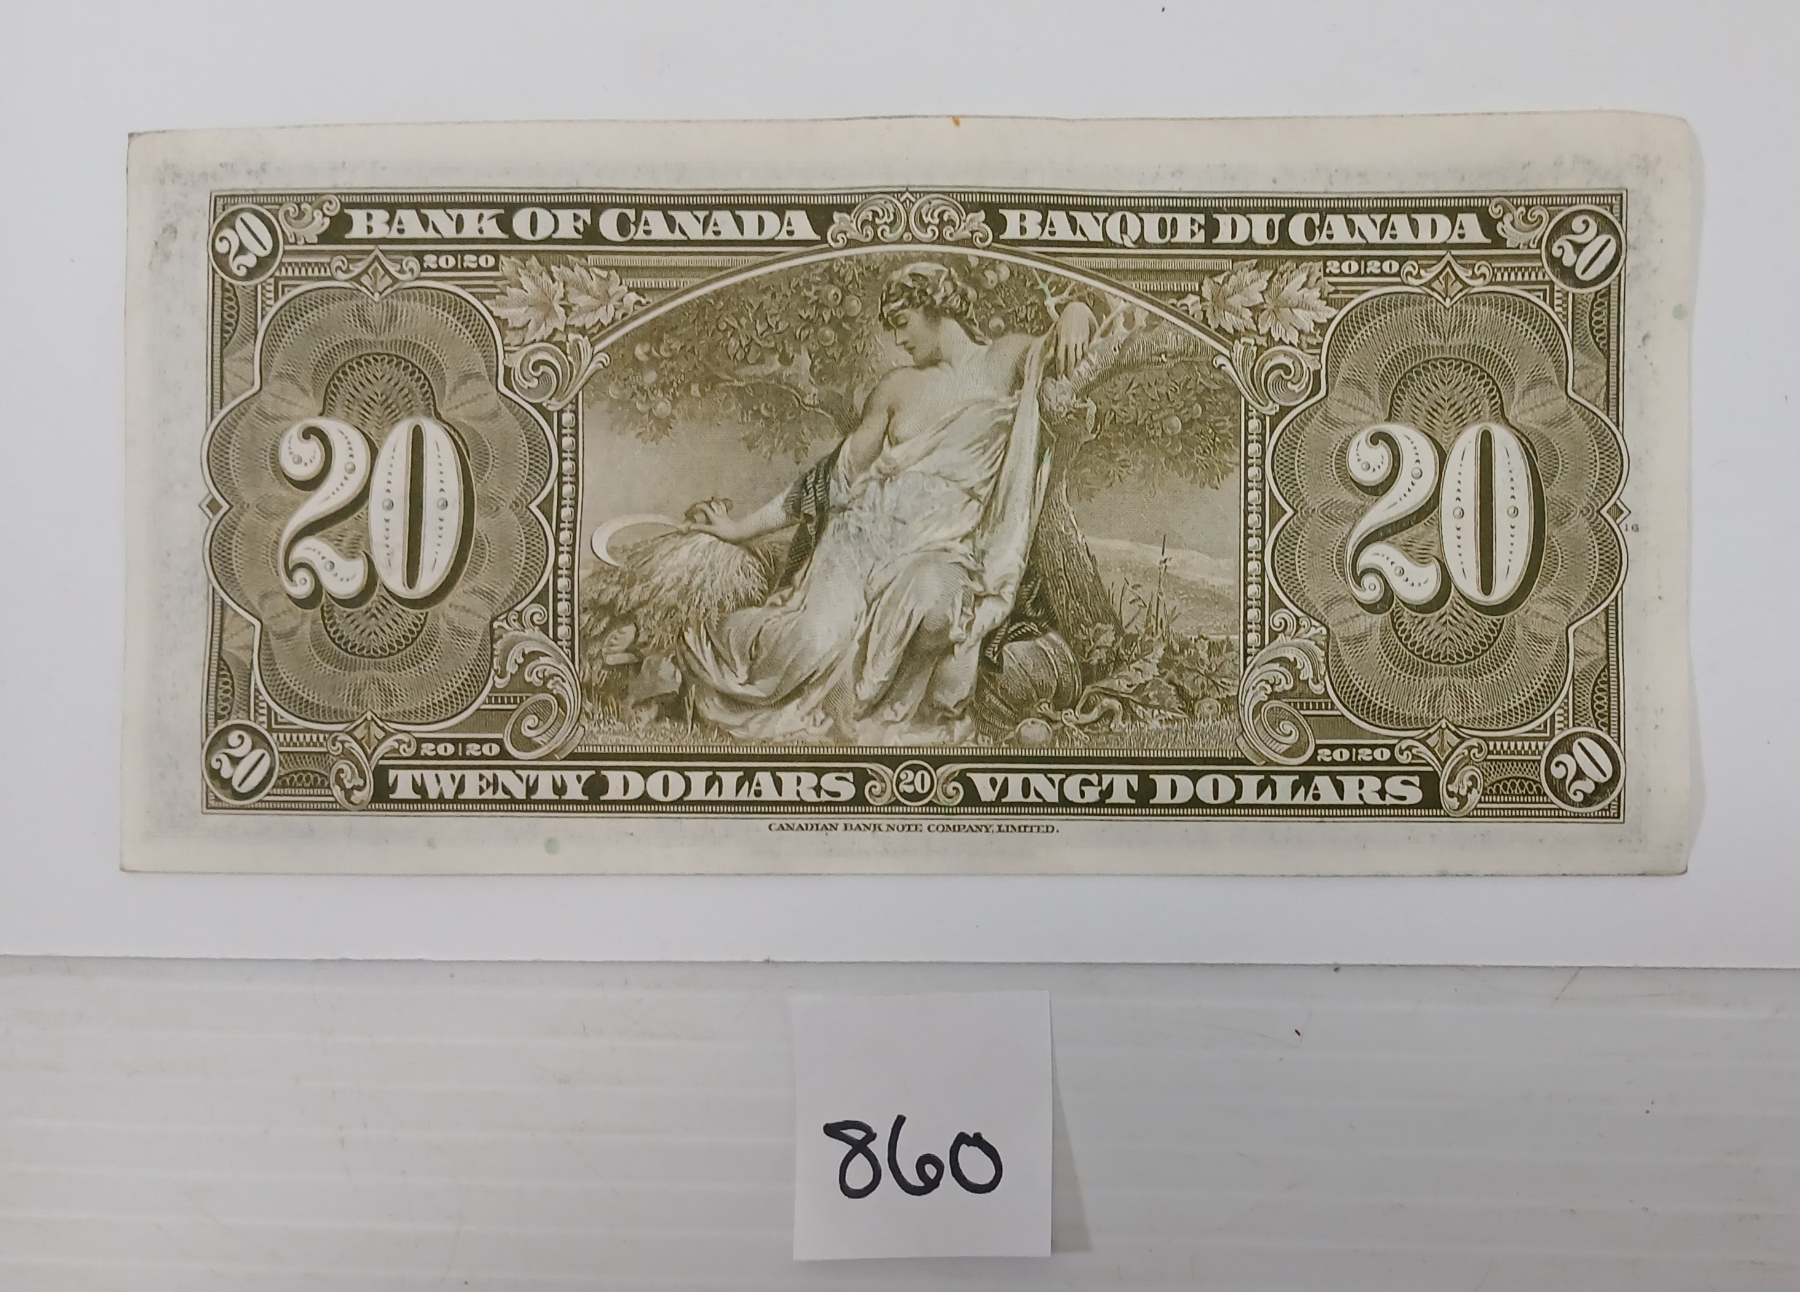 BANK OF CANADA BANQUE DU CANADA
20 20
20|20 20|20
20 20
16
20|20 20|20
20 20
TWENTY DOLLARS 20 VINGT DOLLARS
CANADIAN BANK NOTE COMPANY, LIMITED.
860